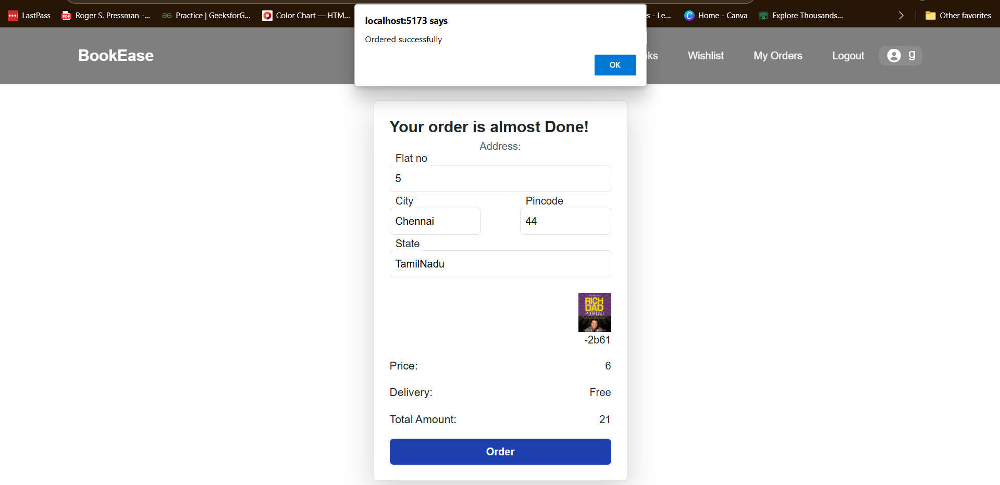 LastPass
Roger S. Pressman -...
Practice | GeeksforG...
Color Chart — HTM...
s - Le...
Home - Canva
Explore Thousands...
Other favorites
localhost:5173 says
Ordered successfully
OK
BookEase
ks
Wishlist
My Orders
Logout
g
Your order is almost Done!
Address:
Flat no
5
City
Pincode
Chennai
44
State
TamilNadu
RICH
DAD
POOR DAD
-2b61
Price:
6
Delivery:
Free
Total Amount:
21
Order